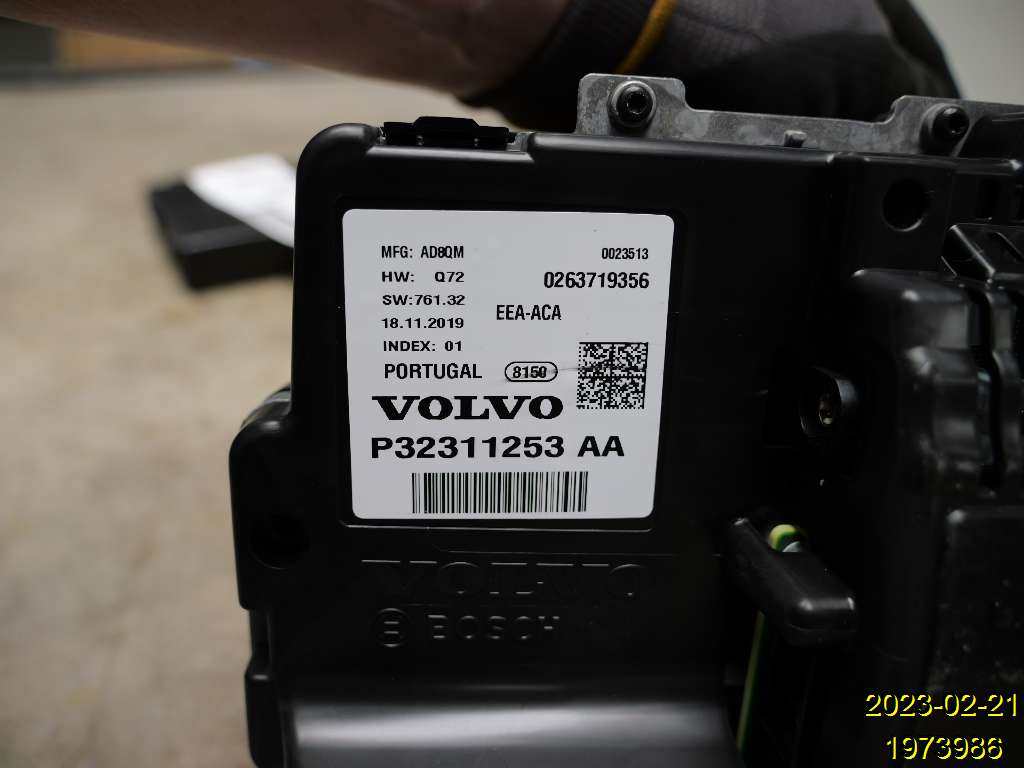 MFG: AD8QM 0023513
HW: Q72 0263719356
SW:761.32
EEA-ACA
18.11.2019
INDEX: 01
PORTUGAL 8150
VOLVO
P32311253 AA
VOLVO
BOSCH
2023-02-21
1973986